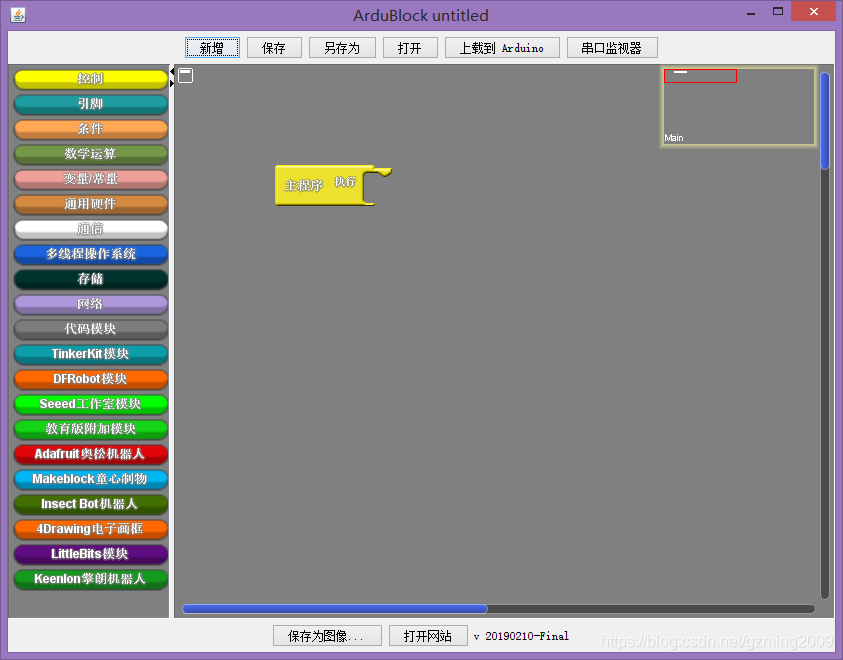 ArduBlock untitled
新增 保存 另存为 打开 上载到 Arduino 串口监视器
控制
引脚
条件
数学运算
变量/常量
通用硬件
通信
多线程操作系统
存储
网络
代码模块
TinkerKit模块
DFRobot模块
Seeed工作室模块
教育版附加模块
Adafruit奥松机器人
Makeblock童心制物
Insect Bot机器人
4Drawing电子画框
LittleBits模块
Keenlon擎朗机器人
主程序 执行
Main
保存为图像... 打开网站 v 20190210-Final
https://blog.csdn.net/gzming2009